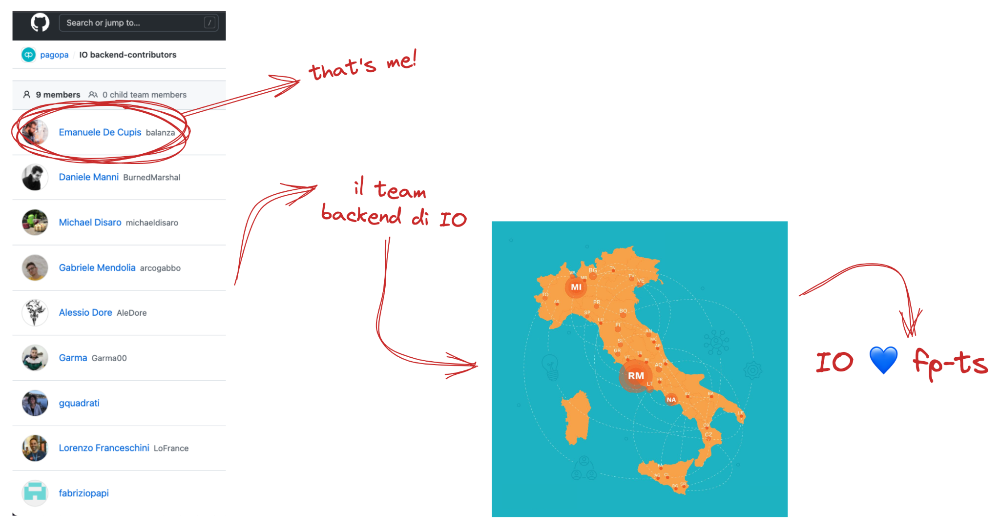 Search or jump to... /
pagopa / IO backend-contributors
9 members 0 child team members
Emanuele De Cupis balanza
Daniele Manni BurnedMarshal
Michael Disaro michaeldisaro
Gabriele Mendolia arcogabbo
Alessio Dore AleDore
Garma Garma00
gquadrati
Lorenzo Franceschini LoFrance
fabriziopapi
that's me!
il team
backend di IO
VA
BG
TN
MB
TV
VE
MI
TO
AS
PR
SP
BO
LU
FI
AN
MC
SI
AP
GR
TR
VT
RI
PE
AQ
RM
FR
LT
NA
AV
BA
LE
CS
CZ
PA
AG
CL
RG
SR
IO 💙 fp-ts